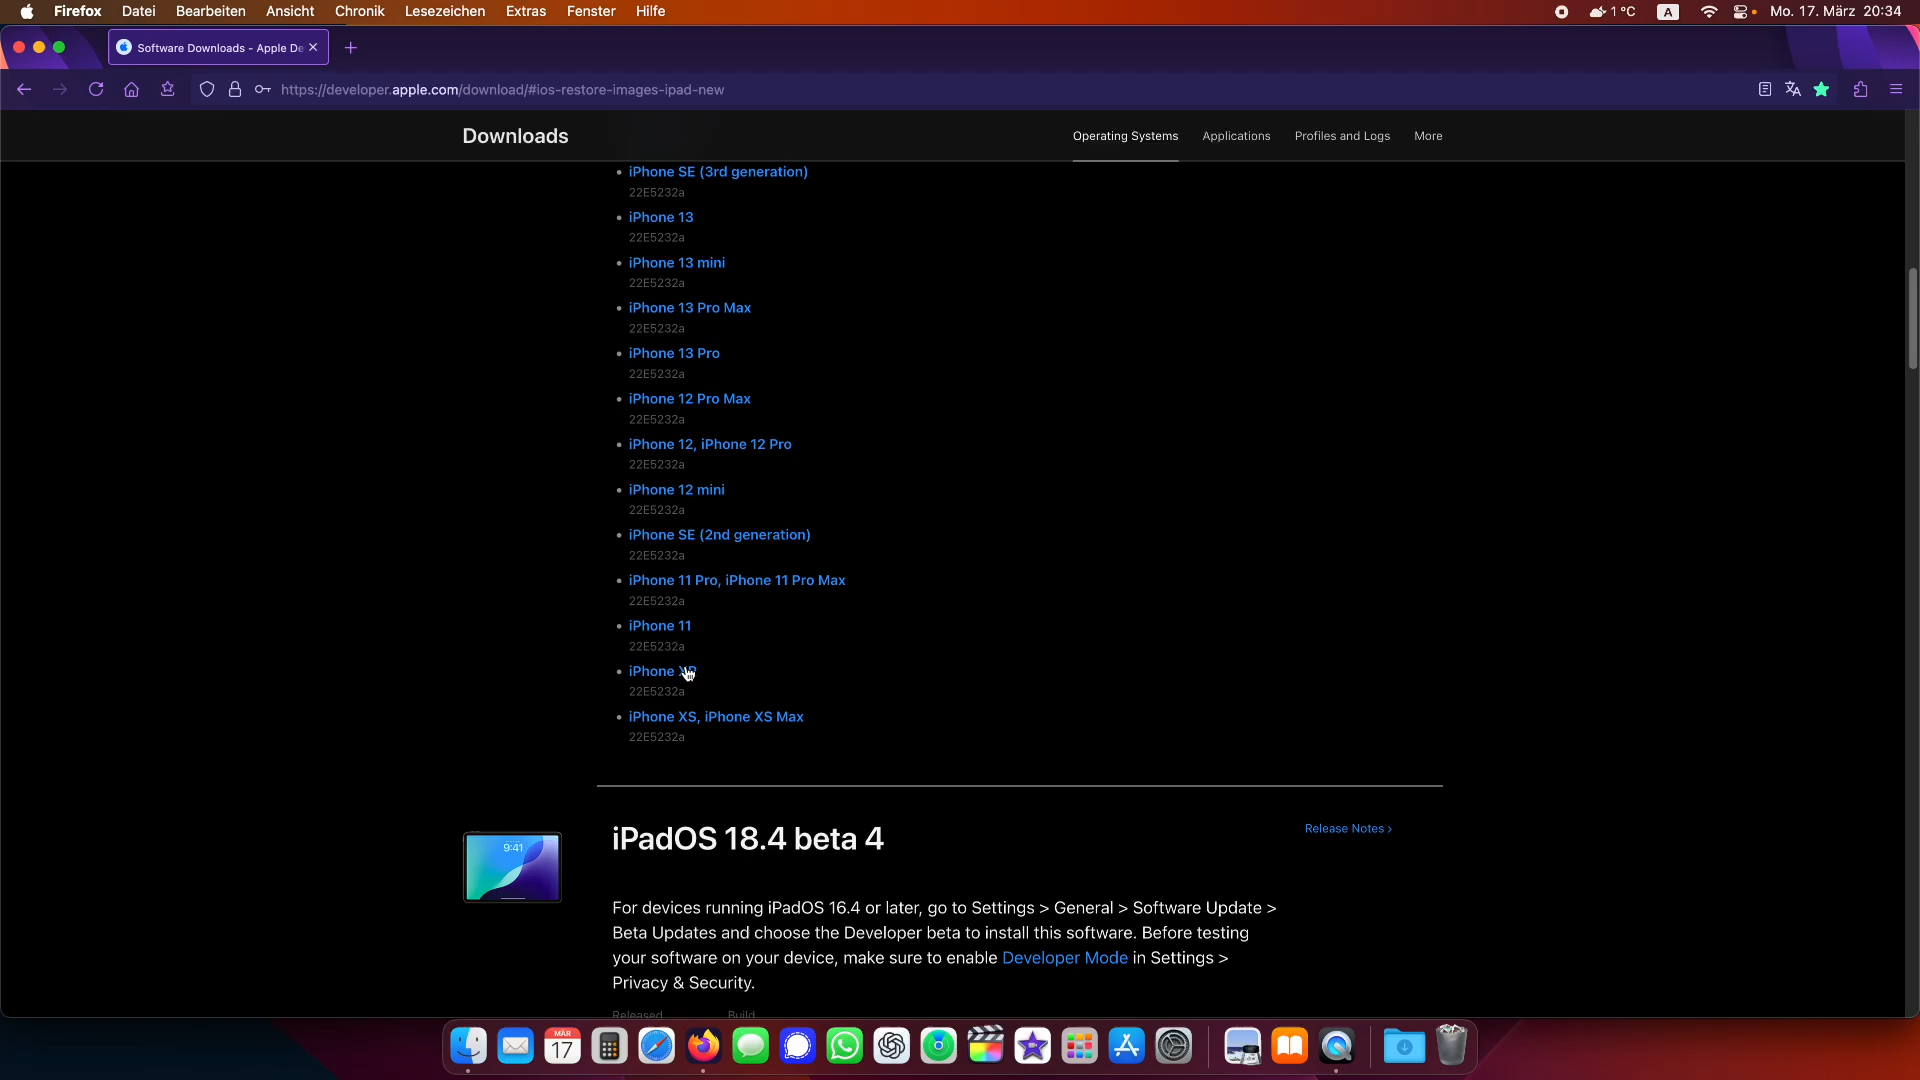 Firefox Datei Bearbeiten Ansicht Chronik Lesezeichen Extras Fenster Hilfe 1 °C A Mo. 17. März 20:34
Software Downloads - Apple De
https://developer.apple.com/download/#ios-restore-images-ipad-new
Downloads Operating Systems Applications Profiles and Logs More
iPhone SE (3rd generation)
22E5232a
iPhone 13
22E5232a
iPhone 13 mini
22E5232a
iPhone 13 Pro Max
22E5232a
iPhone 13 Pro
22E5232a
iPhone 12 Pro Max
22E5232a
iPhone 12, iPhone 12 Pro
22E5232a
iPhone 12 mini
22E5232a
iPhone SE (2nd generation)
22E5232a
iPhone 11 Pro, iPhone 11 Pro Max
22E5232a
iPhone 11
22E5232a
iPhone XR
22E5232a
iPhone XS, iPhone XS Max
22E5232a
9:41
iPadOS 18.4 beta 4
Release Notes >
For devices running iPadOS 16.4 or later, go to Settings > General > Software Update >
Beta Updates and choose the Developer beta to install this software. Before testing
your software on your device, make sure to enable Developer Mode in Settings >
Privacy & Security.
Released Build
MÄR
17